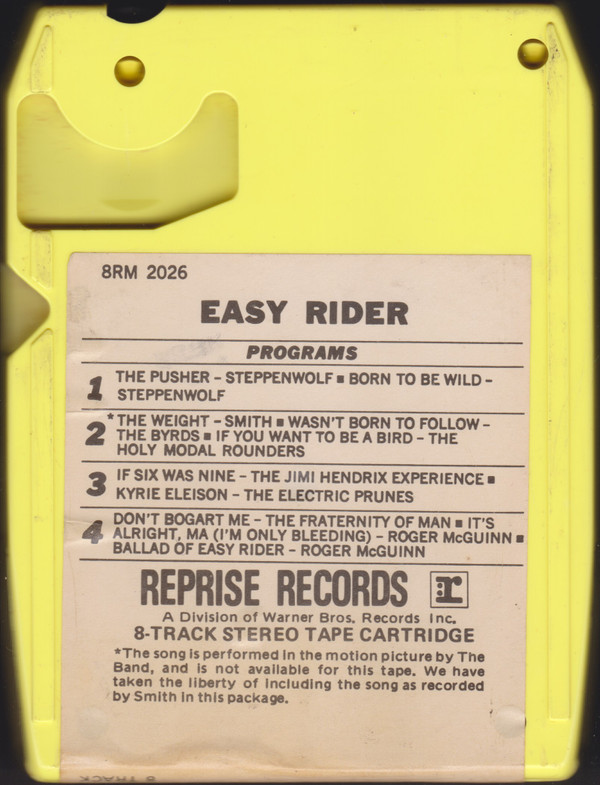 8RM 2026
EASY RIDER
PROGRAMS
1 THE PUSHER – STEPPENWOLF ■ BORN TO BE WILD –
STEPPENWOLF
2 *THE WEIGHT – SMITH ■ WASN'T BORN TO FOLLOW –
THE BYRDS ■ IF YOU WANT TO BE A BIRD – THE
HOLY MODAL ROUNDERS
3 IF SIX WAS NINE – THE JIMI HENDRIX EXPERIENCE ■
KYRIE ELEISON – THE ELECTRIC PRUNES
4 DON'T BOGART ME – THE FRATERNITY OF MAN ■ IT'S
ALRIGHT, MA (I'M ONLY BLEEDING) – ROGER McGUINN ■
BALLAD OF EASY RIDER – ROGER McGUINN
REPRISE RECORDS :r
A Division of Warner Bros. Records Inc.
8-TRACK STEREO TAPE CARTRIDGE
*The song is performed in the motion picture by The
Band, and is not available for this tape. We have
taken the liberty of including the song as recorded
by Smith in this package.
8 TRACK